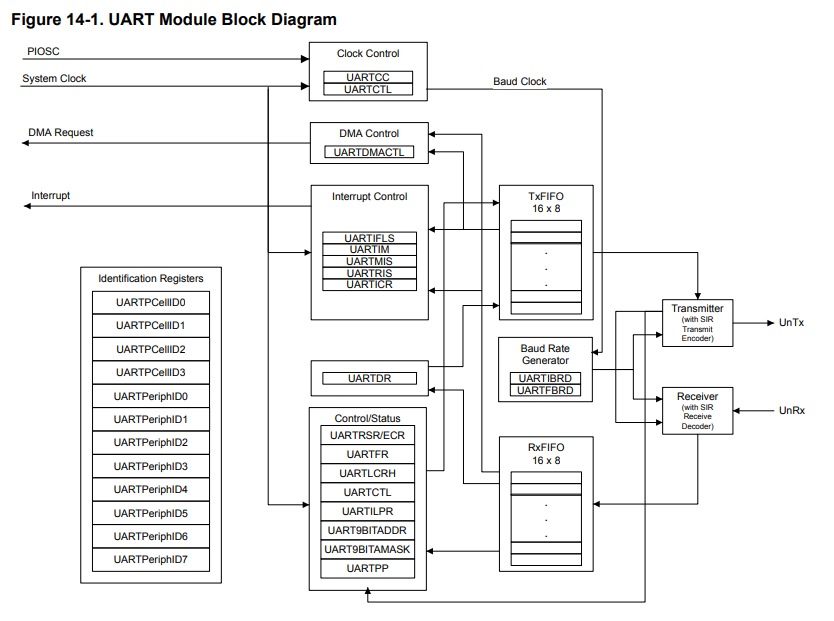 Figure 14-1. UART Module Block Diagram
PIOSC
System Clock
Clock Control
UARTCC
UARTCTL
Baud Clock
DMA Request
DMA Control
UARTDMACTL
Interrupt
Interrupt Control
UARTIFLS
UARTIM
UARTMIS
UARTRIS
UARTICR
TxFIFO
16 x 8
.
.
.
Identification Registers
UARTPCellID0
UARTPCellID1
UARTPCellID2
UARTPCellID3
UARTPeriphID0
UARTPeriphID1
UARTPeriphID2
UARTPeriphID3
UARTPeriphID4
UARTPeriphID5
UARTPeriphID6
UARTPeriphID7
Transmitter
(with SIR
Transmit
Encoder)
UnTx
Baud Rate
Generator
UARTIBRD
UARTFBRD
UARTDR
Receiver
(with SIR
Receive
Decoder)
UnRx
Control/Status
UARTRSR/ECR
UARTFR
UARTLCRH
UARTCTL
UARTILPR
UART9BITADDR
UART9BITAMASK
UARTPP
RxFIFO
16 x 8
.
.
.